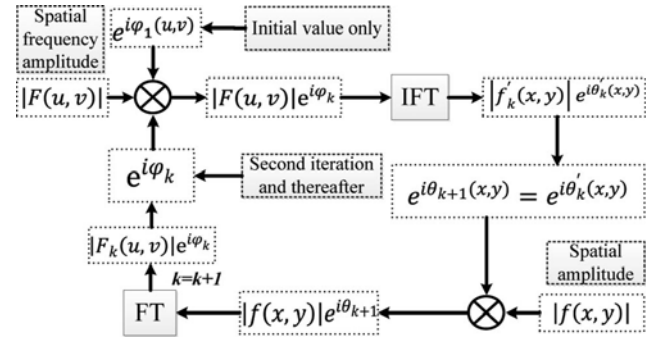 Spatial
frequency
amplitude
e^{iφ_1(u,v)}
Initial value only
|F(u,v)|
|F(u,v)|e^{iφ_k}
IFT
|f'_k(x,y)| e^{iθ'_k(x,y)}
e^{iφ_k}
Second iteration
and thereafter
e^{iθ_{k+1}(x,y)} = e^{iθ'_k(x,y)}
|F_k(u,v)|e^{iφ_k}
k=k+1
Spatial
amplitude
FT
|f(x,y)|e^{iθ_{k+1}}
|f(x,y)|